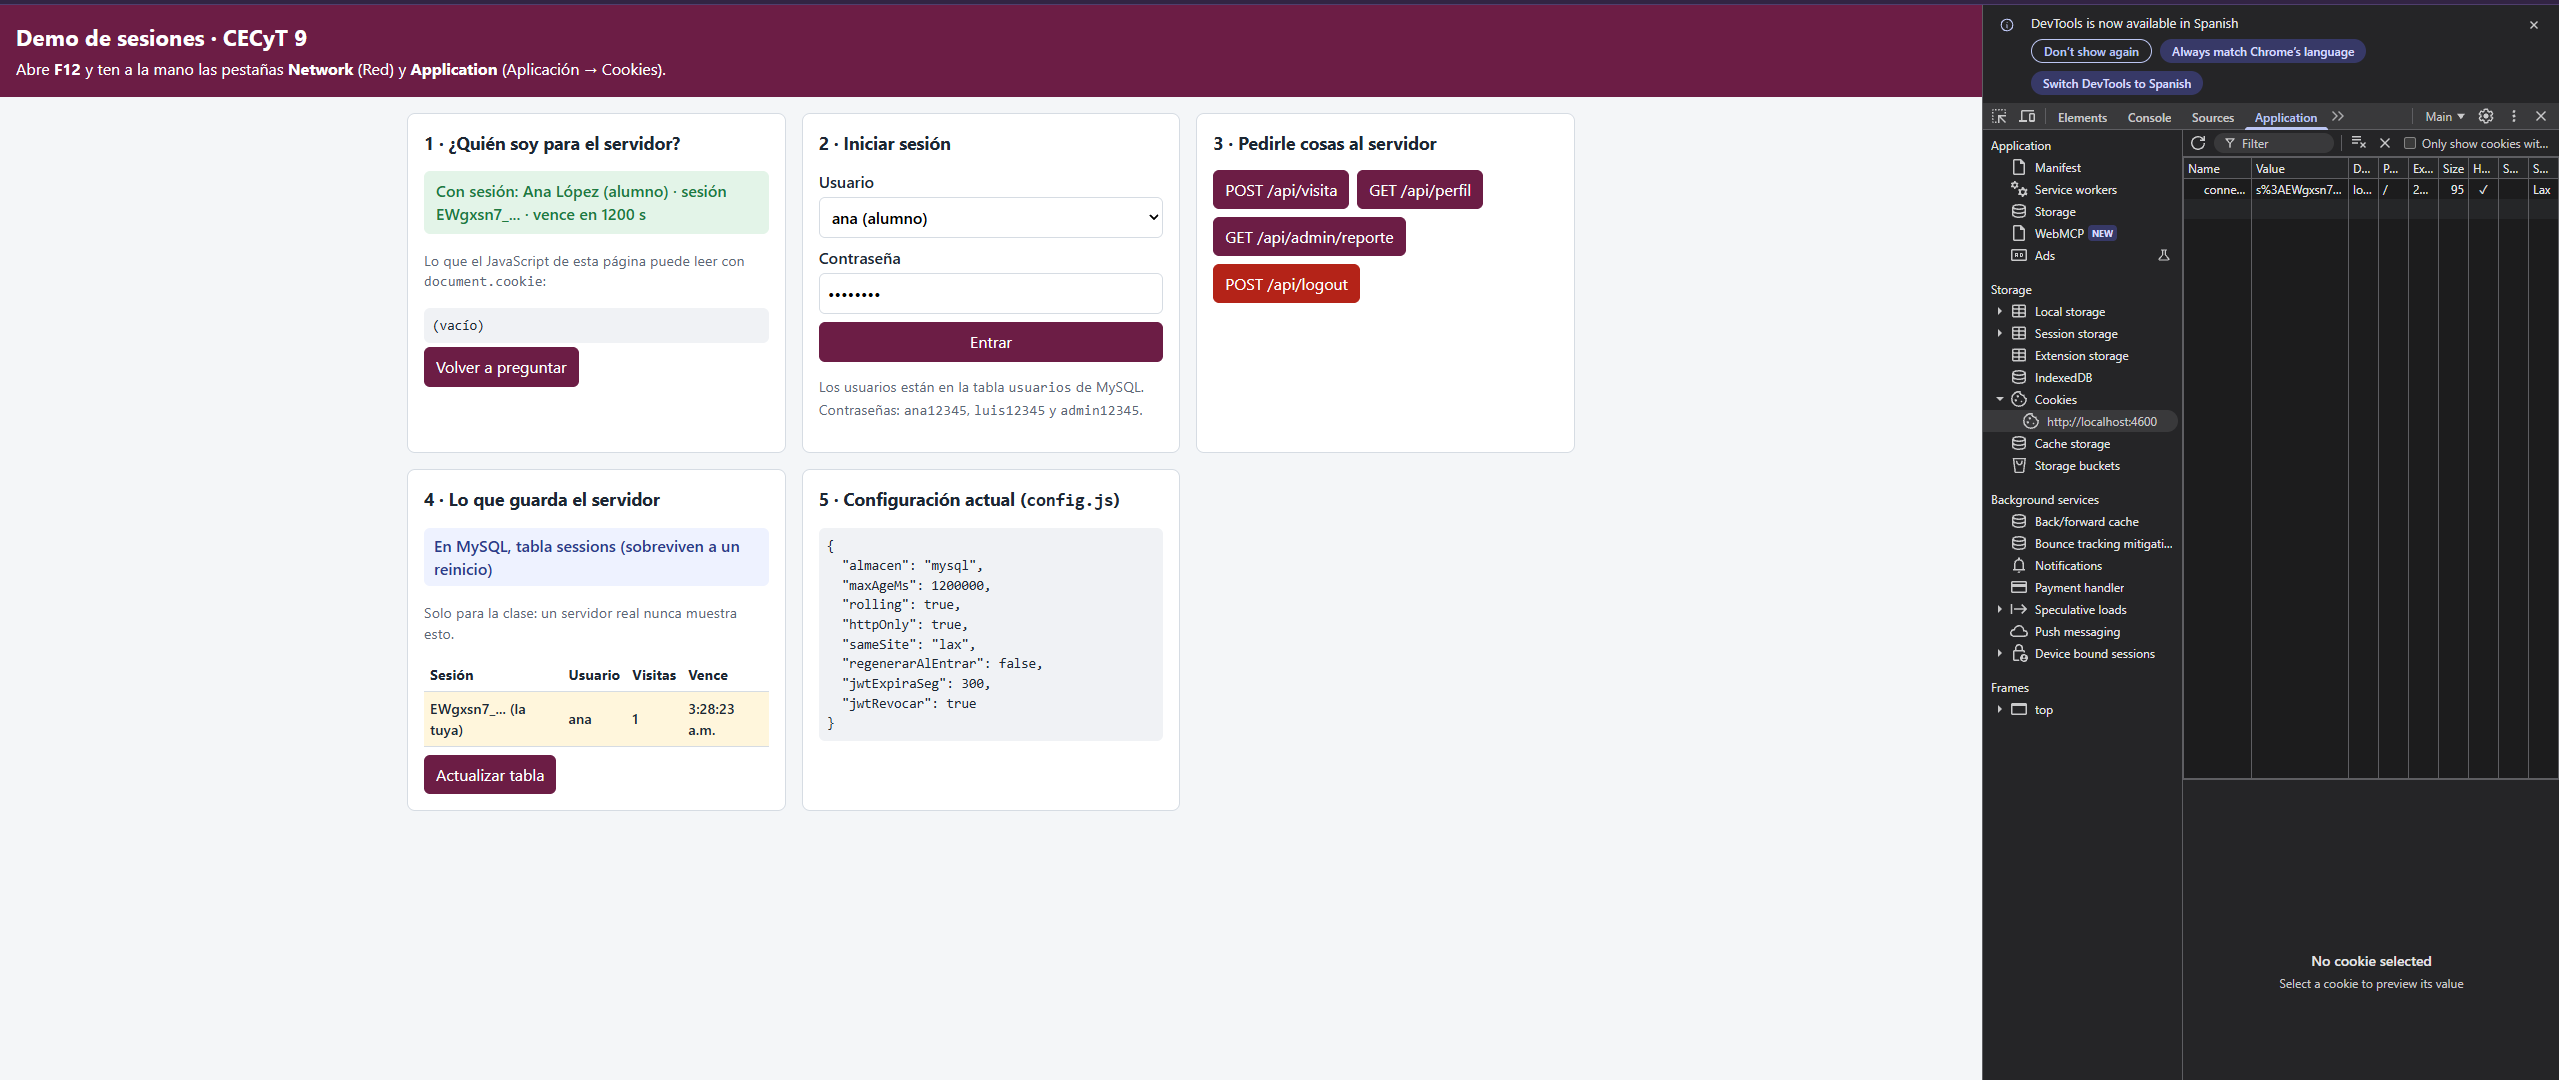 Demo de sesiones · CECyT 9
Abre F12 y ten a la mano las pestañas Network (Red) y Application (Aplicación → Cookies).
1 · ¿Quién soy para el servidor?
Con sesión: Ana López (alumno) · sesión
EWgxsn7_... · vence en 1200 s
Lo que el JavaScript de esta página puede leer con
document.cookie:
(vacío)
Volver a preguntar
2 · Iniciar sesión
Usuario
ana (alumno)
Contraseña
••••••••
Entrar
Los usuarios están en la tabla usuarios de MySQL.
Contraseñas: ana12345, luis12345 y admin12345.
3 · Pedirle cosas al servidor
POST /api/visita
GET /api/perfil
GET /api/admin/reporte
POST /api/logout
4 · Lo que guarda el servidor
En MySQL, tabla sessions (sobreviven a un
reinicio)
Solo para la clase: un servidor real nunca muestra
esto.
Sesión Usuario Visitas Vence
EWgxsn7_... (la
tuya) ana 1 3:28:23
a.m.
Actualizar tabla
5 · Configuración actual (config.js)
{
"almacen": "mysql",
"maxAgeMs": 1200000,
"rolling": true,
"httpOnly": true,
"sameSite": "lax",
"regenerarAlEntrar": false,
"jwtExpiraSeg": 300,
"jwtRevocar": true
}
DevTools is now available in Spanish
Don't show again
Always match Chrome's language
Switch DevTools to Spanish
Elements Console Sources Application Main
Application
Manifest
Service workers
Storage
WebMCP NEW
Ads
Storage
Local storage
Session storage
Extension storage
IndexedDB
Cookies
http://localhost:4600
Cache storage
Storage buckets
Background services
Back/forward cache
Bounce tracking mitigati...
Notifications
Payment handler
Speculative loads
Push messaging
Device bound sessions
Frames
top
Filter
Only show cookies wit...
Name Value D... P... Ex... Size H... S... S...
conne... s%3AEWgxsn7... lo... / 2... 95 ✓ Lax
No cookie selected
Select a cookie to preview its value